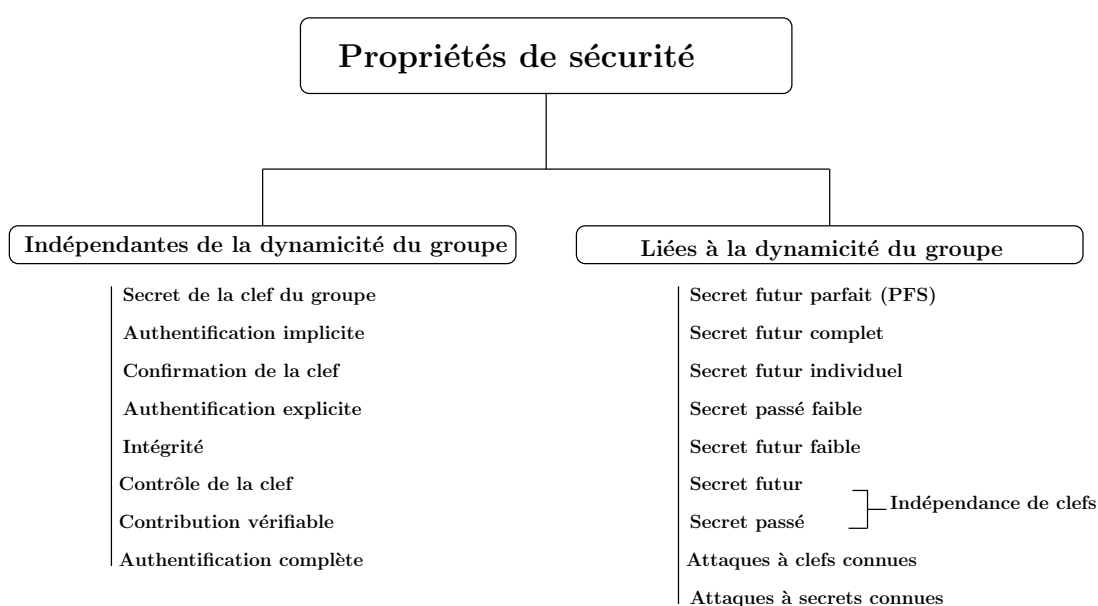 Propriétés de sécurité
Indépendantes de la dynamicité du groupe
Secret de la clef du groupe
Authentification implicite
Confirmation de la clef
Authentification explicite
Intégrité
Contrôle de la clef
Contribution vérifiable
Authentification complète
Liées à la dynamicité du groupe
Secret futur parfait (PFS)
Secret futur complet
Secret futur individuel
Secret passé faible
Secret futur faible
Secret futur
Secret passé
Indépendance de clefs
Attaques à clefs connues
Attaques à secrets connues